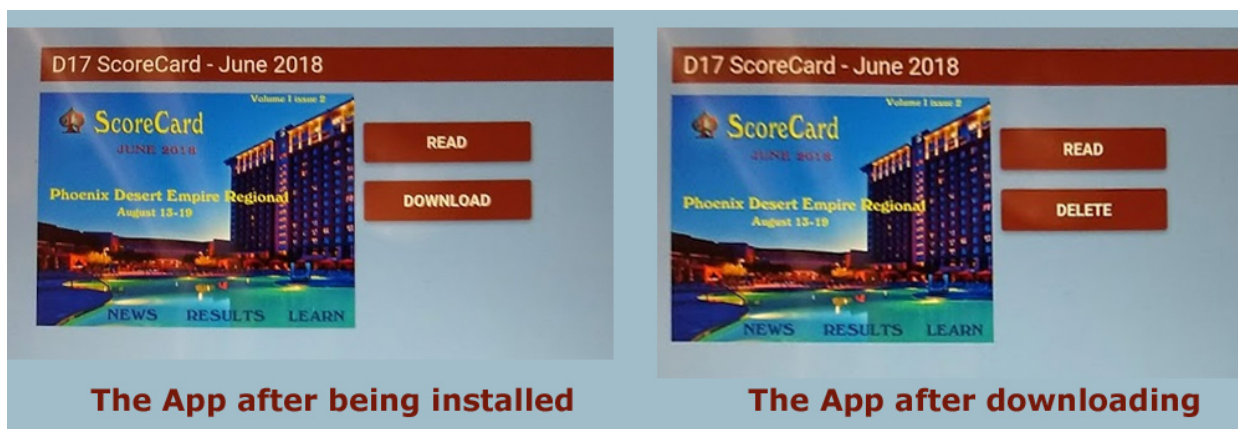 D17 ScoreCard - June 2018
Volume 1 issue 2
ScoreCard
JUNE 2018
READ
Phoenix Desert Empire Regional
August 13-19
DOWNLOAD
NEWS RESULTS LEARN
The App after being installed
D17 ScoreCard - June 2018
Volume 1 issue 2
ScoreCard
JUNE 2018
READ
Phoenix Desert Empire Regional
August 13-19
DELETE
NEWS RESULTS LEARN
The App after downloading